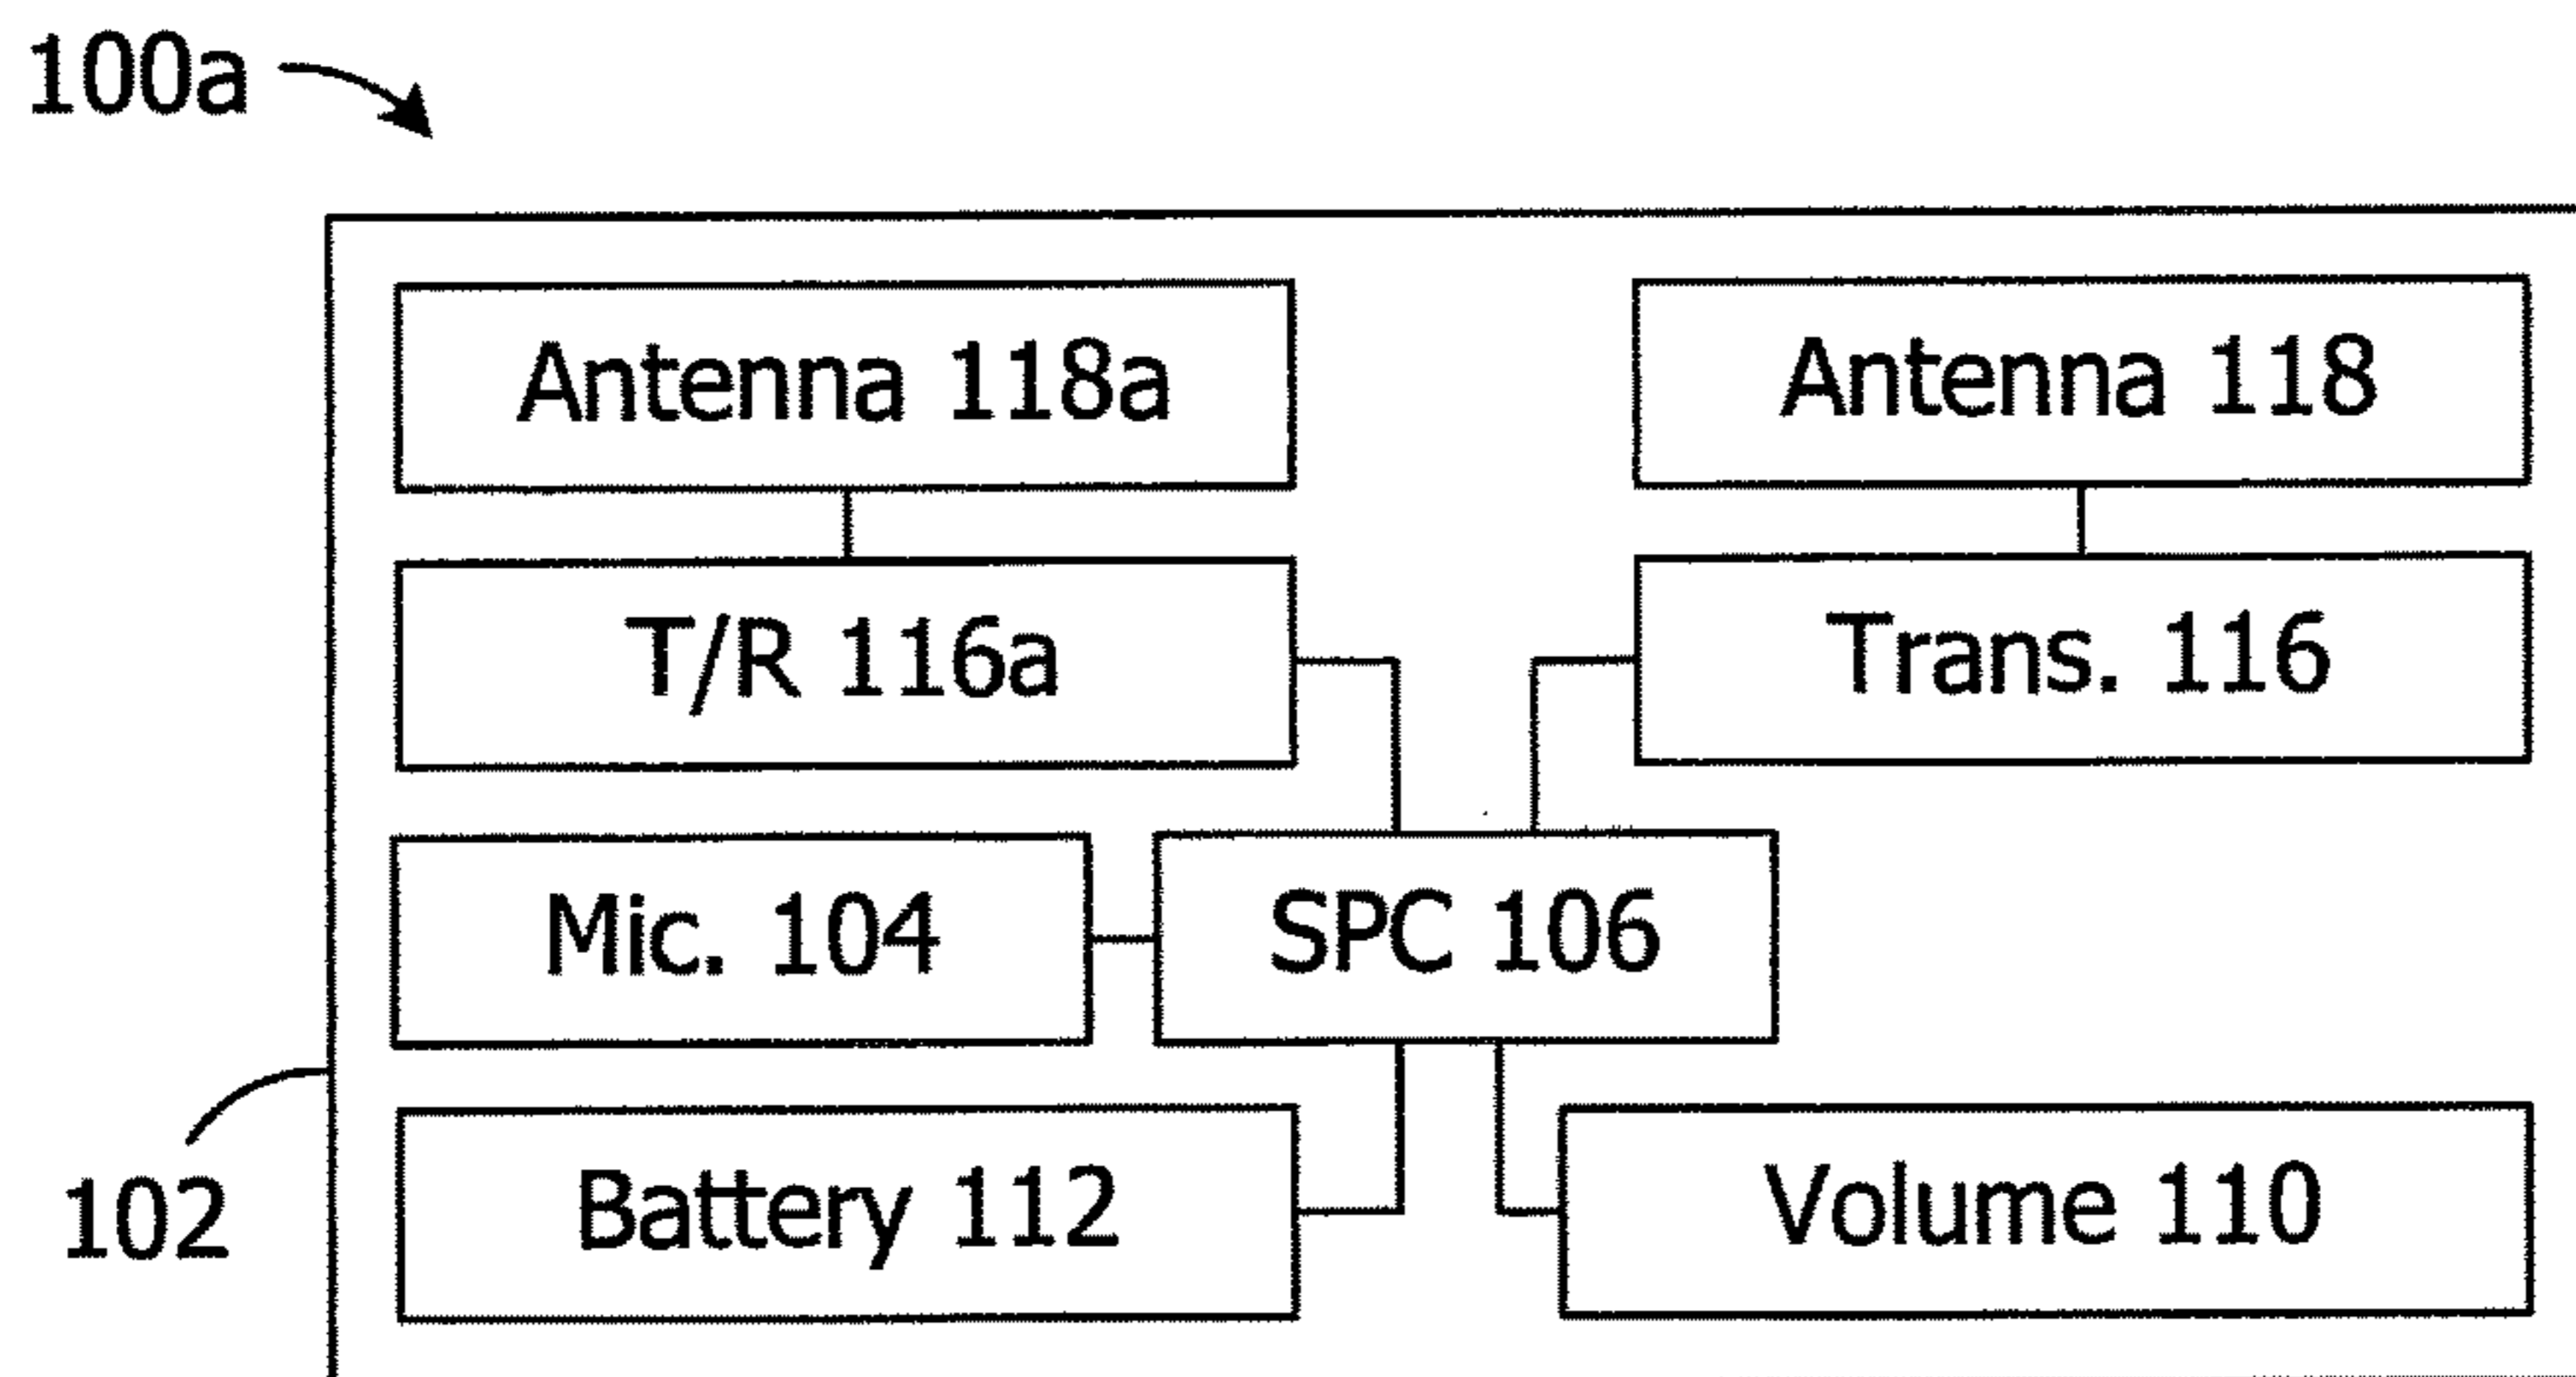 100a
Antenna 118a
Antenna 118
T/R 116a
Trans. 116
Mic. 104
SPC 106
Battery 112
Volume 110
102